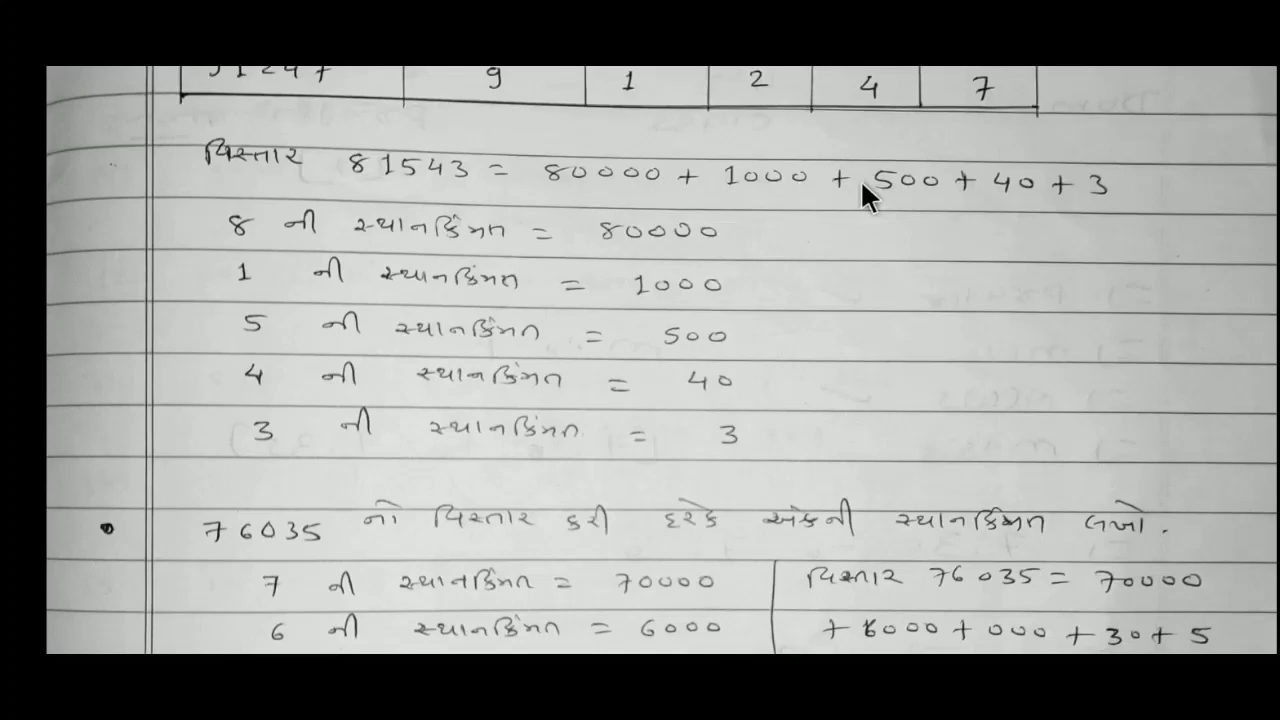 91247 9 1 2 4 7
વિસ્તાર 81543 = 80000 + 1000 + 500 + 40 + 3
8 ની સ્થાનકિંમત = 80000
1 ની સ્થાનકિંમત = 1000
5 ની સ્થાનકિંમત = 500
4 ની સ્થાનકિંમત = 40
3 ની સ્થાનકિંમત = 3
76035 નો વિસ્તાર કરી દરેક અંકની સ્થાનકિંમત લખો.
7 ની સ્થાનકિંમત = 70000
6 ની સ્થાનકિંમત = 6000
વિસ્તાર 76035 = 70000
+ 6000 + 000 + 30 + 5